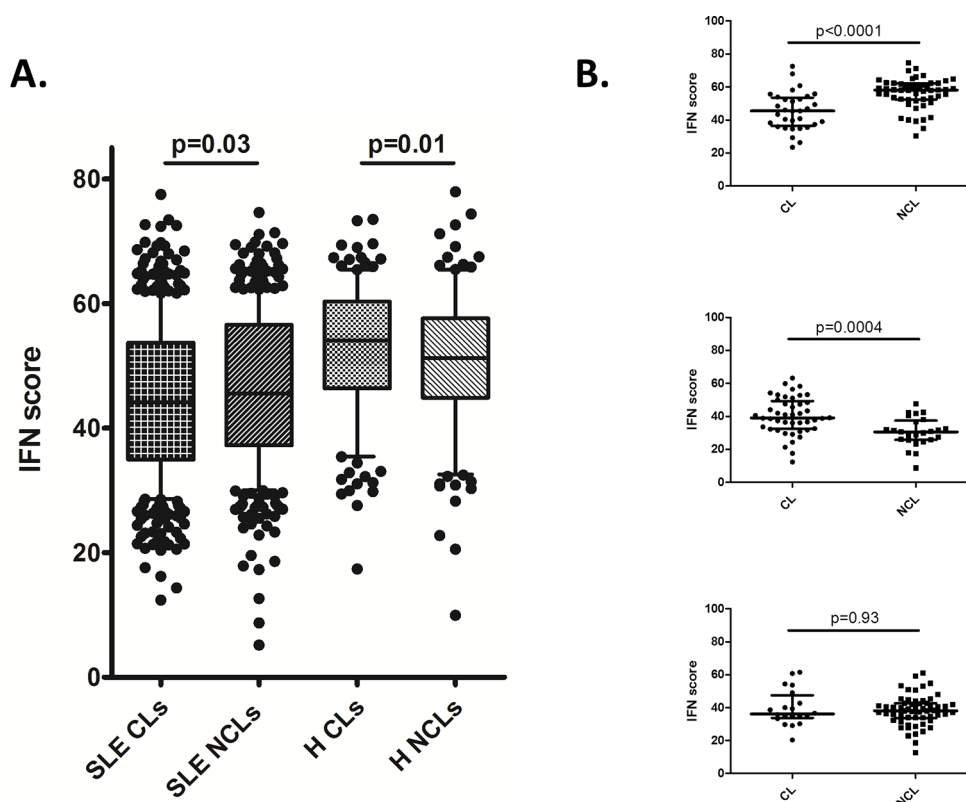 A.
p=0.03
p=0.01
IFN score
80
60
40
20
0
SLE CLs
SLE NCLs
H CLs
H NCLs
B.
p<0.0001
IFN score
100
80
60
40
20
0
CL
NCL
p=0.0004
IFN score
100
80
60
40
20
0
CL
NCL
p=0.93
IFN score
100
80
60
40
20
0
CL
NCL